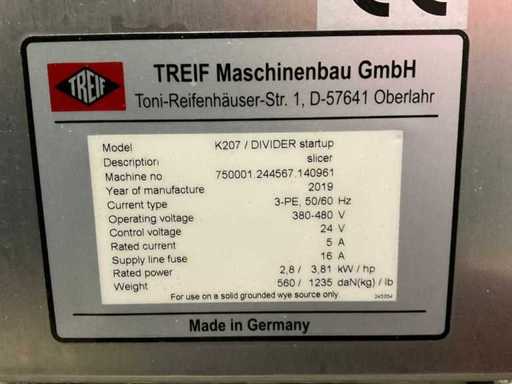 CE
TREIF
TREIF Maschinenbau GmbH
Toni-Reifenhäuser-Str. 1, D-57641 Oberlahr
Model K207 / DIVIDER startup
Description slicer
Machine no 750001.244567.140961
Year of manufacture 2019
Current type 3-PE, 50/60 Hz
Operating voltage 380-480 V
Control voltage 24 V
Rated current 5 A
Supply line fuse 16 A
Rated power 2,8 / 3,81 kW / hp
Weight 560 / 1235 daN(kg) / lb
For use on a solid grounded wye source only
Made in Germany